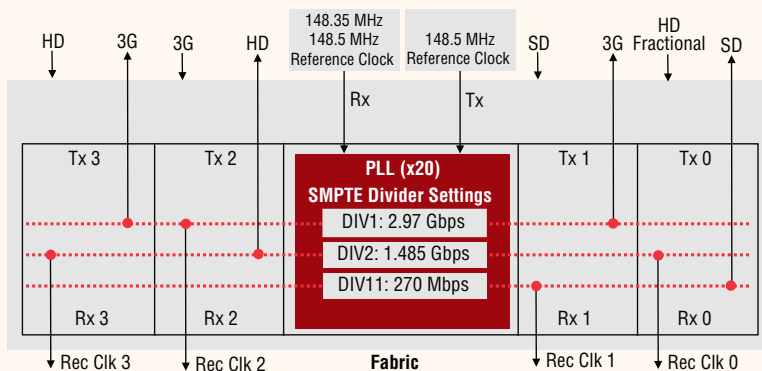 148.35 MHz
148.5 MHz
Reference Clock
148.5 MHz
Reference Clock
HD
3G
3G
HD
SD
3G
HD
Fractional
SD
Rx
Tx
Tx 3
Tx 2
Tx 1
Tx 0
PLL (x20)
SMPTE Divider Settings
DIV1: 2.97 Gbps
DIV2: 1.485 Gbps
DIV11: 270 Mbps
Rx 3
Rx 2
Rx 1
Rx 0
Rec Clk 3
Rec Clk 2
Fabric
Rec Clk 1
Rec Clk 0